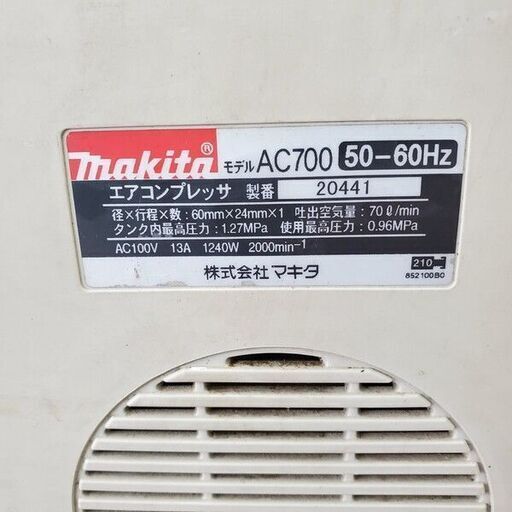 makita® モデル AC700 50-60Hz
エアコンプレッサ 製番 20441
径×行程×数:60mm×24mm×1 吐出空気量:70ℓ/min
タンク内最高圧力:1.27MPa 使用最高圧力:0.96MPa
AC100V 13A 1240W 2000min-1
株式会社マキタ
210
852100B0